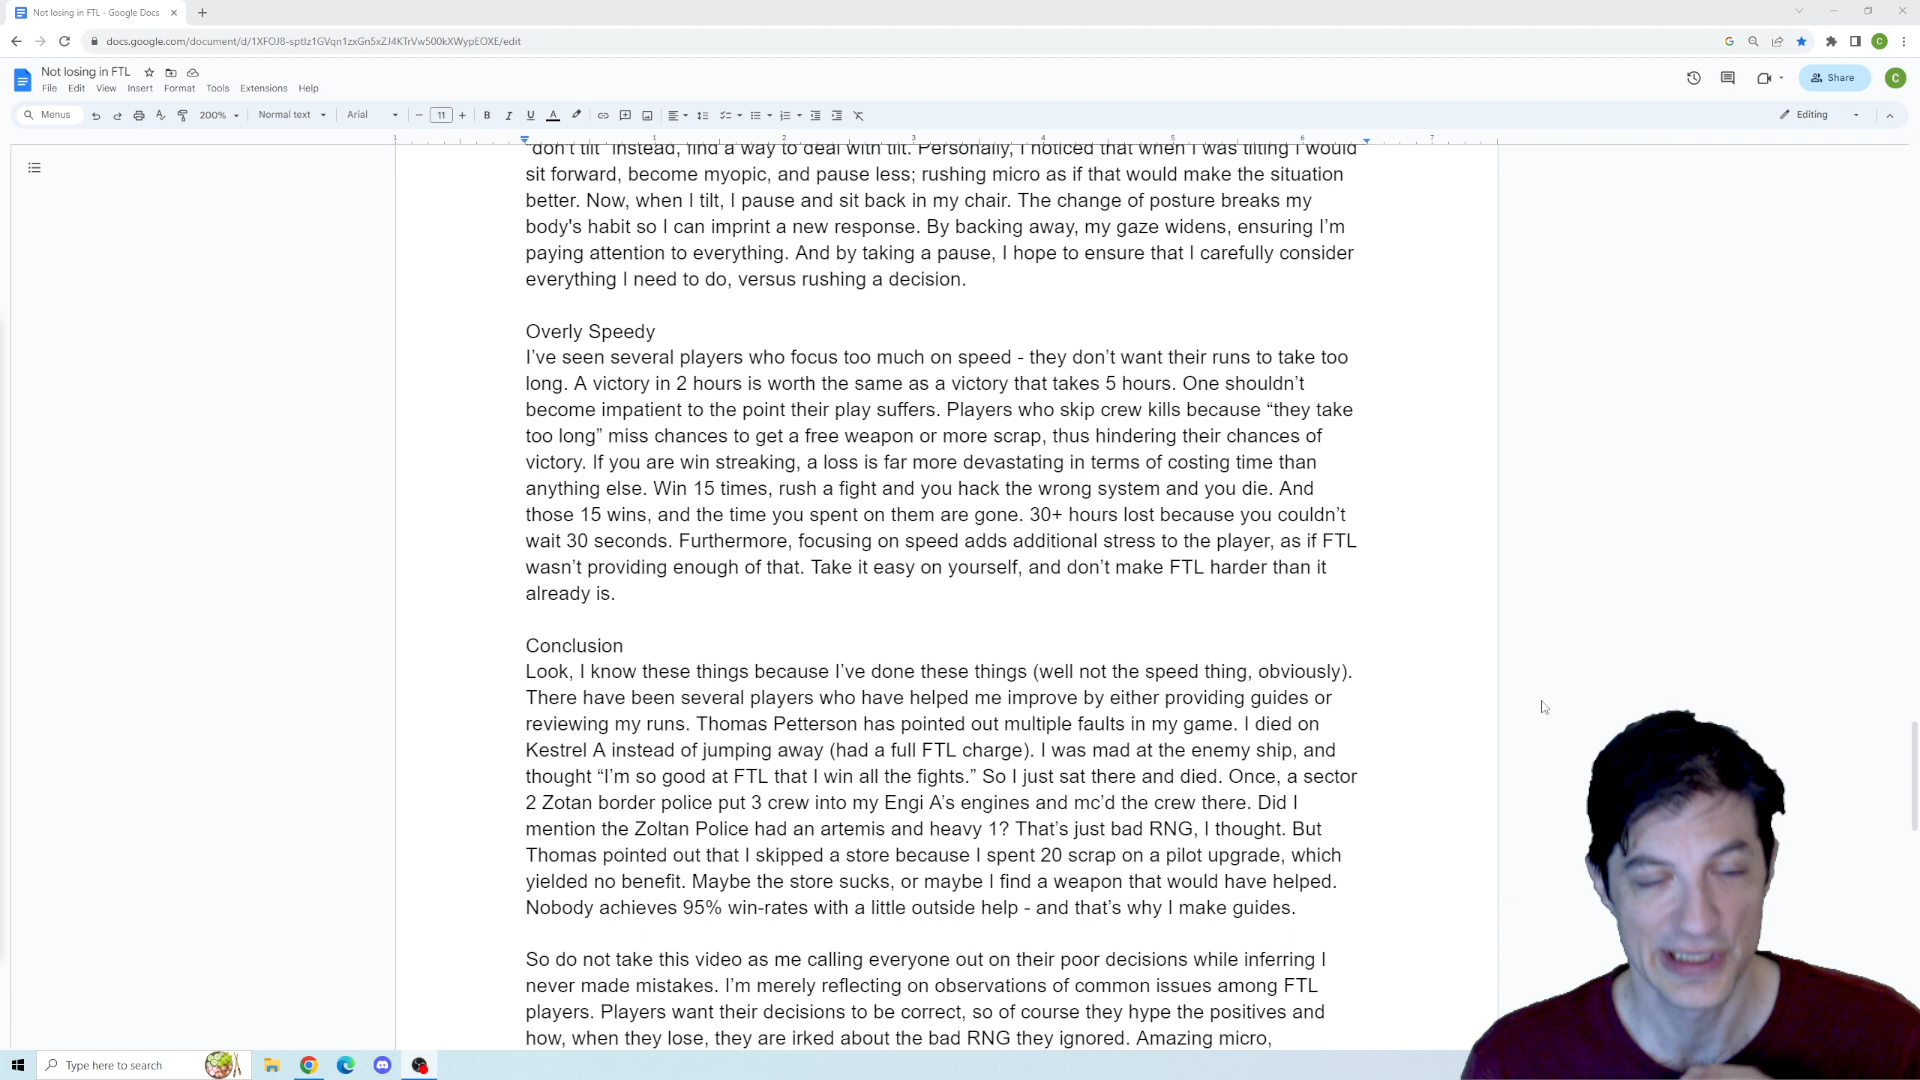 Not losing in FTL - Google Docs
docs.google.com/document/d/1XFOJ8-sptIz1GVqn1zxGn5xZJ4KTrVw500kXWypEOXE/edit
Not losing in FTL
File Edit View Insert Format Tools Extensions Help
Share
C
Menus 200% Normal text Arial 11 Editing
1 1 2 3 4 5 6 7
"don't tilt" instead, find a way to deal with tilt. Personally, I noticed that when I was tilting I would
sit forward, become myopic, and pause less; rushing micro as if that would make the situation
better. Now, when I tilt, I pause and sit back in my chair. The change of posture breaks my
body's habit so I can imprint a new response. By backing away, my gaze widens, ensuring I'm
paying attention to everything. And by taking a pause, I hope to ensure that I carefully consider
everything I need to do, versus rushing a decision.
Overly Speedy
I've seen several players who focus too much on speed - they don't want their runs to take too
long. A victory in 2 hours is worth the same as a victory that takes 5 hours. One shouldn't
become impatient to the point their play suffers. Players who skip crew kills because “they take
too long” miss chances to get a free weapon or more scrap, thus hindering their chances of
victory. If you are win streaking, a loss is far more devastating in terms of costing time than
anything else. Win 15 times, rush a fight and you hack the wrong system and you die. And
those 15 wins, and the time you spent on them are gone. 30+ hours lost because you couldn't
wait 30 seconds. Furthermore, focusing on speed adds additional stress to the player, as if FTL
wasn't providing enough of that. Take it easy on yourself, and don't make FTL harder than it
already is.
Conclusion
Look, I know these things because I've done these things (well not the speed thing, obviously).
There have been several players who have helped me improve by either providing guides or
reviewing my runs. Thomas Petterson has pointed out multiple faults in my game. I died on
Kestrel A instead of jumping away (had a full FTL charge). I was mad at the enemy ship, and
thought “I'm so good at FTL that I win all the fights.” So I just sat there and died. Once, a sector
2 Zotan border police put 3 crew into my Engi A's engines and mc'd the crew there. Did I
mention the Zoltan Police had an artemis and heavy 1? That's just bad RNG, I thought. But
Thomas pointed out that I skipped a store because I spent 20 scrap on a pilot upgrade, which
yielded no benefit. Maybe the store sucks, or maybe I find a weapon that would have helped.
Nobody achieves 95% win-rates with a little outside help - and that's why I make guides.
So do not take this video as me calling everyone out on their poor decisions while inferring I
never made mistakes. I'm merely reflecting on observations of common issues among FTL
players. Players want their decisions to be correct, so of course they hype the positives and
how, when they lose, they are irked about the bad RNG they ignored. Amazing micro,
Type here to search